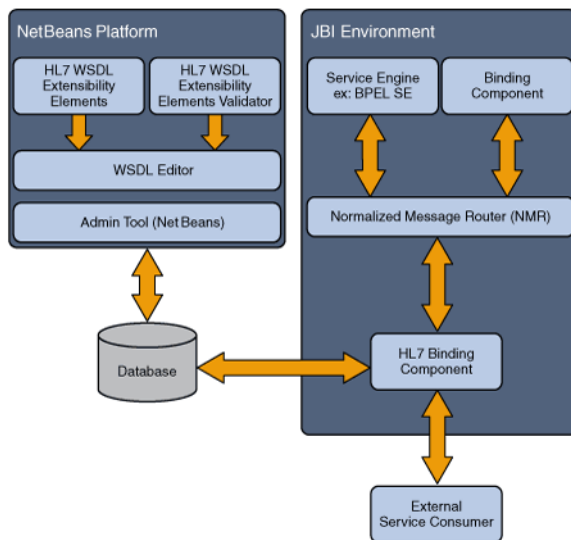 NetBeans Platform
HL7 WSDL
Extensibility
Elements
HL7 WSDL
Extensibility
Elements Validator
WSDL Editor
Admin Tool (Net Beans)
Database
JBI Environment
Service Engine
ex: BPEL SE
Binding
Component
Normalized Message Router (NMR)
HL7 Binding
Component
External
Service Consumer